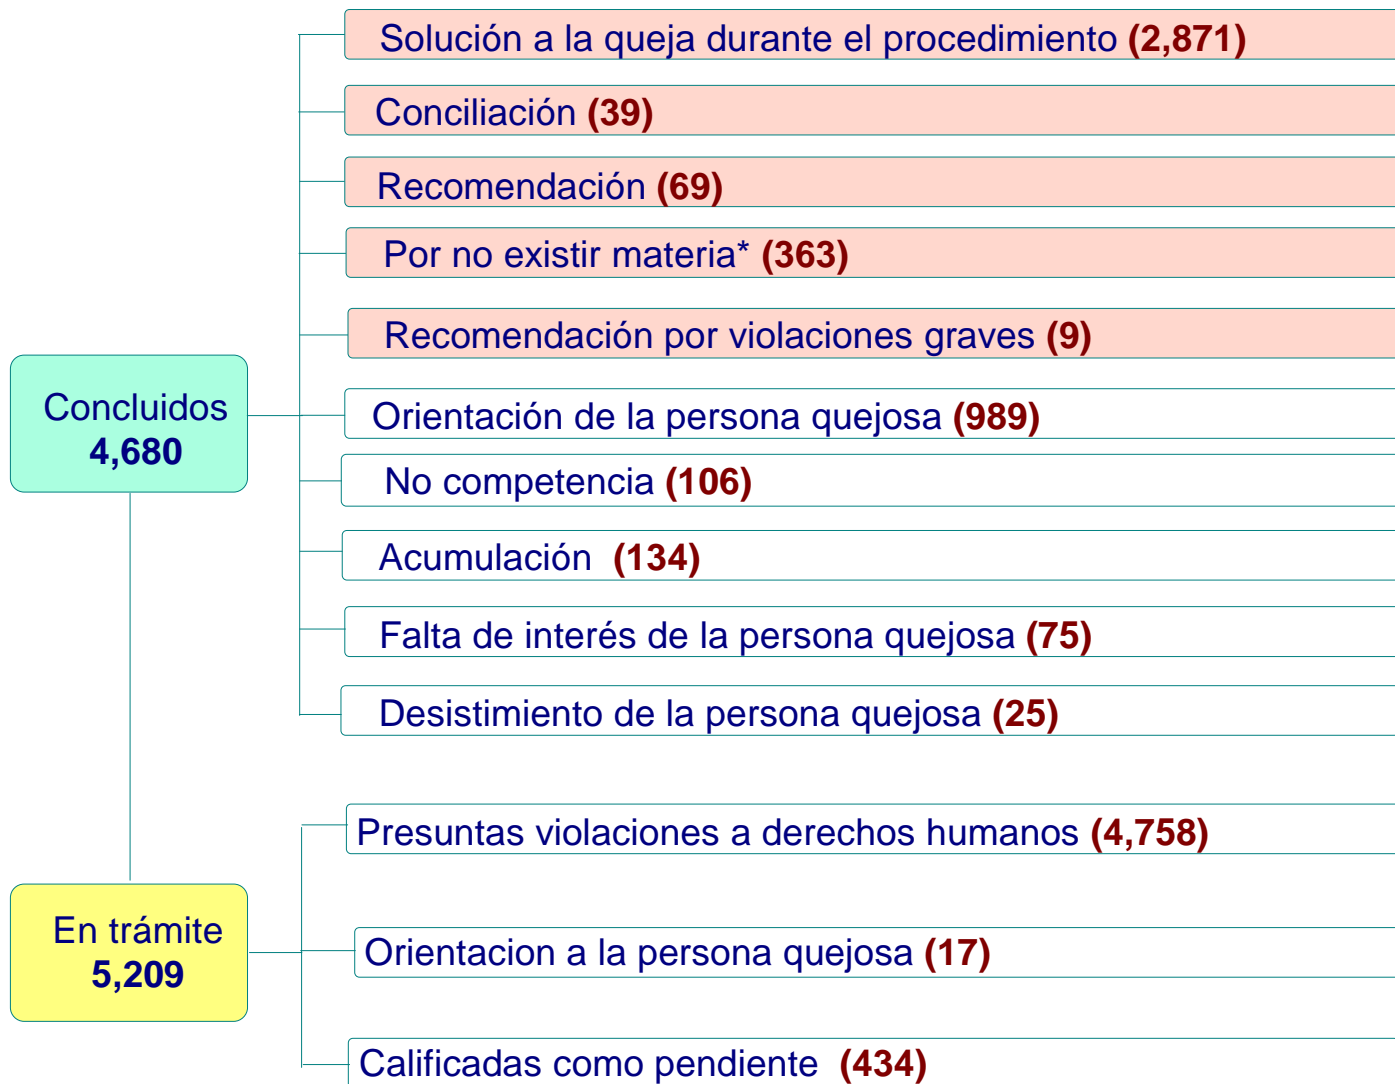 Solución a la queja durante el procedimiento (2,871)
Conciliación (39)
Recomendación (69)
Por no existir materia* (363)
Recomendación por violaciones graves (9)
Concluidos
4,680
Orientación de la persona quejosa (989)
No competencia (106)
Acumulación (134)
Falta de interés de la persona quejosa (75)
Desistimiento de la persona quejosa (25)
Presuntas violaciones a derechos humanos (4,758)
En trámite
5,209
Orientacion a la persona quejosa (17)
Calificadas como pendiente (434)